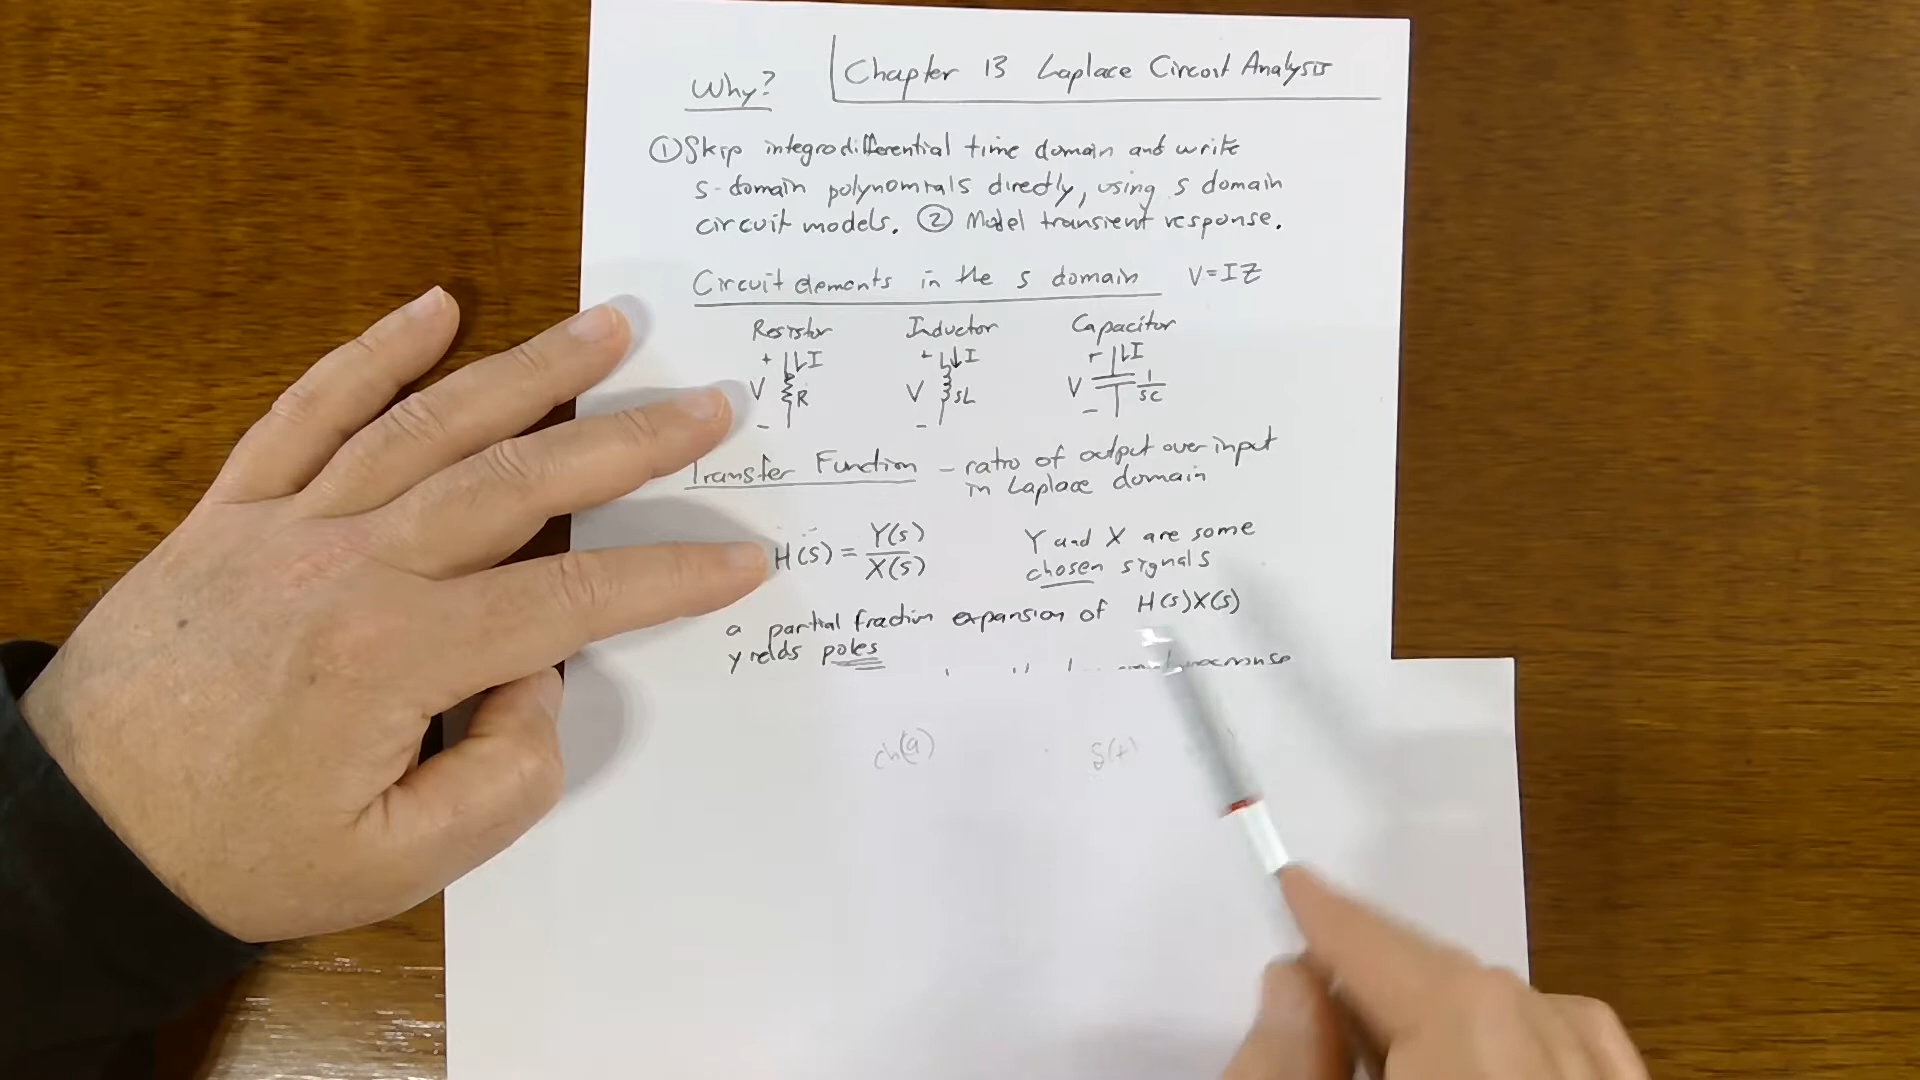 Why? Chapter 13 Laplace Circuit Analysis
① Skip integrodifferential time domain and write
s-domain polynomials directly, using s domain
circuit models. ② Model transient response.
Circuit elements in the s domain V=IZ
Resistor Inductor Capacitor
+ I + I + I
V R V sL V 1/sC
- - -
Transfer Function - ratio of output over input
in Laplace domain
H(s) = Y(s)/X(s) Y and X are some
chosen signals
a partial fraction expansion of H(s)X(s)
yields poles